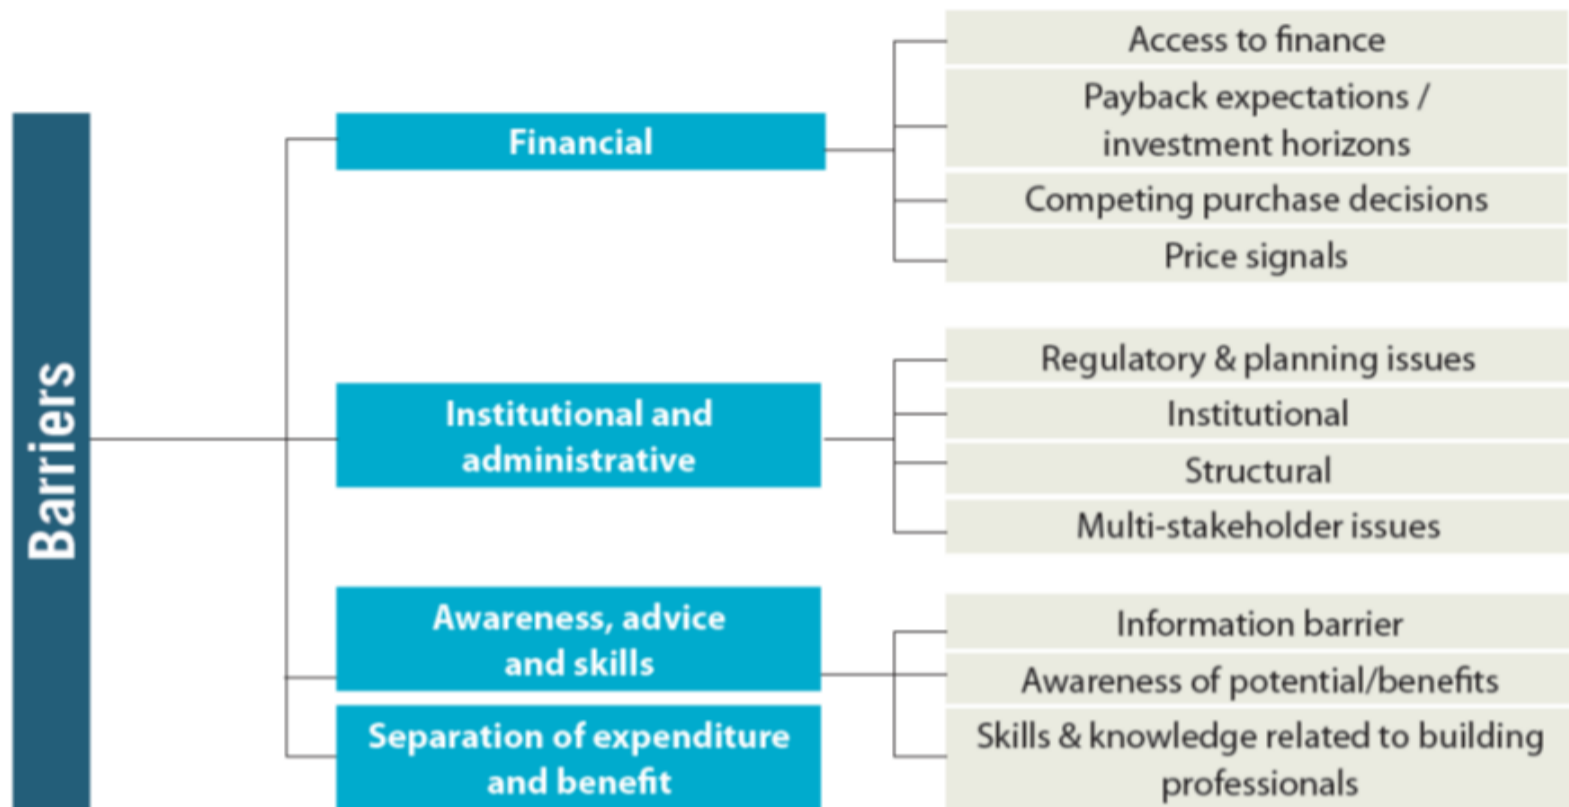 Barriers
Financial
Access to finance
Payback expectations /
investment horizons
Competing purchase decisions
Price signals
Institutional and
administrative
Regulatory & planning issues
Institutional
Structural
Multi-stakeholder issues
Awareness, advice
and skills
Information barrier
Awareness of potential/benefits
Skills & knowledge related to building
professionals
Separation of expenditure
and benefit